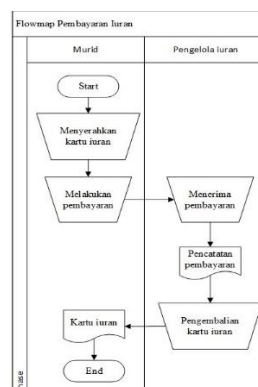 Flowmap Pembayaran Iuran
Murid
Pengelola Iuran
Start
Menyerahkan
kartu iuran
Melakukan
pembayaran
Menerima
pembayaran
Pencatatan
pembayaran
Pengembalian
kartu iuran
Kartu iuran
End
hase